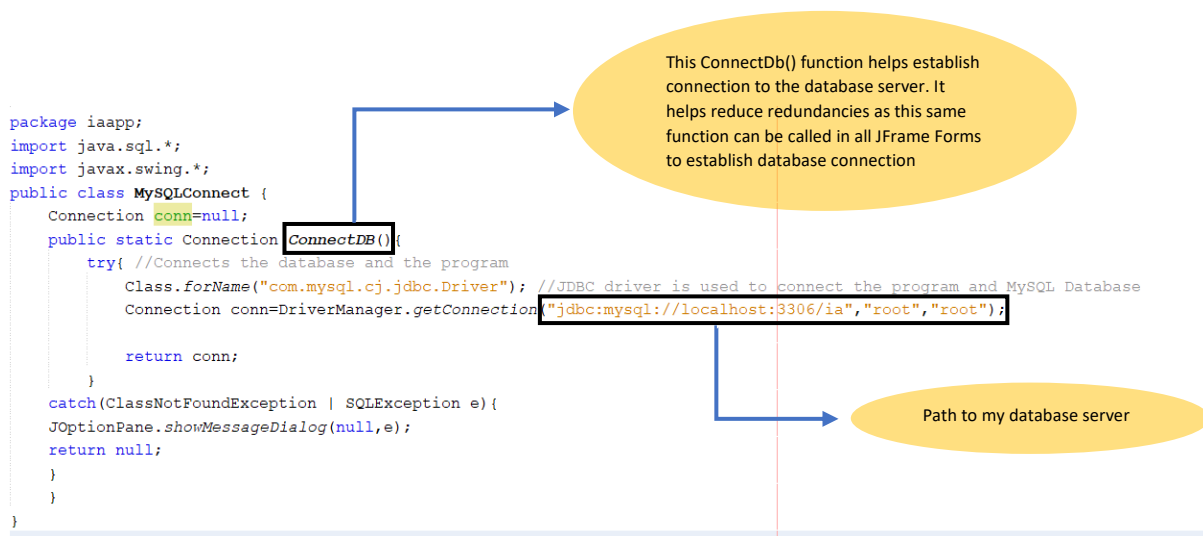 This ConnectDb() function helps establish
connection to the database server. It
helps reduce redundancies as this same
function can be called in all JFrame Forms
to establish database connection
package iaapp;
import java.sql.*;
import javax.swing.*;
public class MySQLConnect {
    Connection conn=null;
    public static Connection ConnectDB(){
        try{ //Connects the database and the program
            Class.forName("com.mysql.cj.jdbc.Driver"); //JDBC driver is used to connect the program and MySQL Database
            Connection conn=DriverManager.getConnection("jdbc:mysql://localhost:3306/ia","root","root");
            return conn;
        }
    catch(ClassNotFoundException | SQLException e){
    JOptionPane.showMessageDialog(null,e);
    return null;
    }
    }
}
Path to my database server